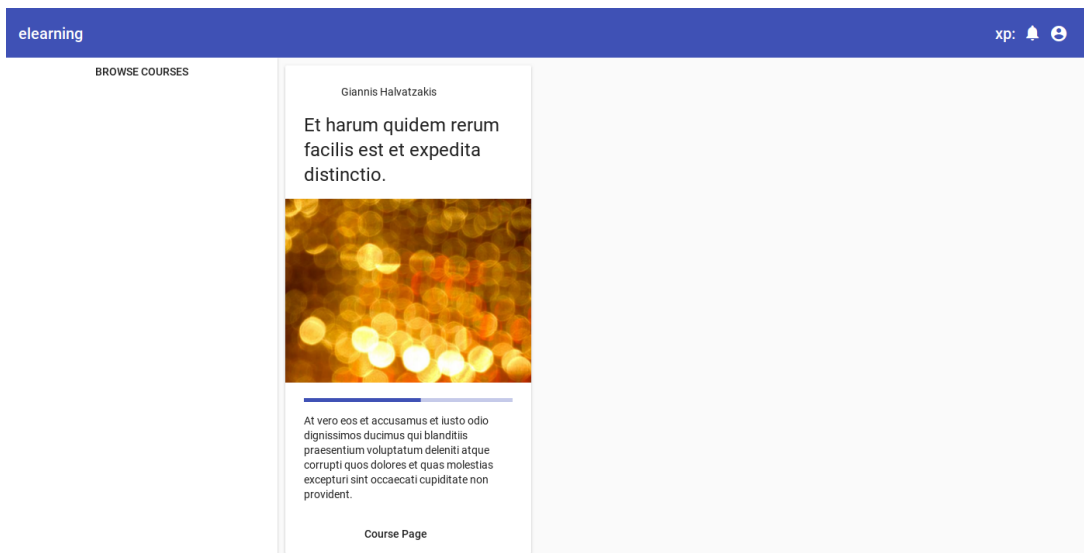 elearning
xp:
BROWSE COURSES
Giannis Halvatzakis
Et harum quidem rerum
facilis est et expedita
distinctio.
At vero eos et accusamus et iusto odio
dignissimos ducimus qui blanditiis
praesentium voluptatum deleniti atque
corrupti quos dolores et quas molestias
excepturi sint occaecati cupiditate non
provident.
Course Page